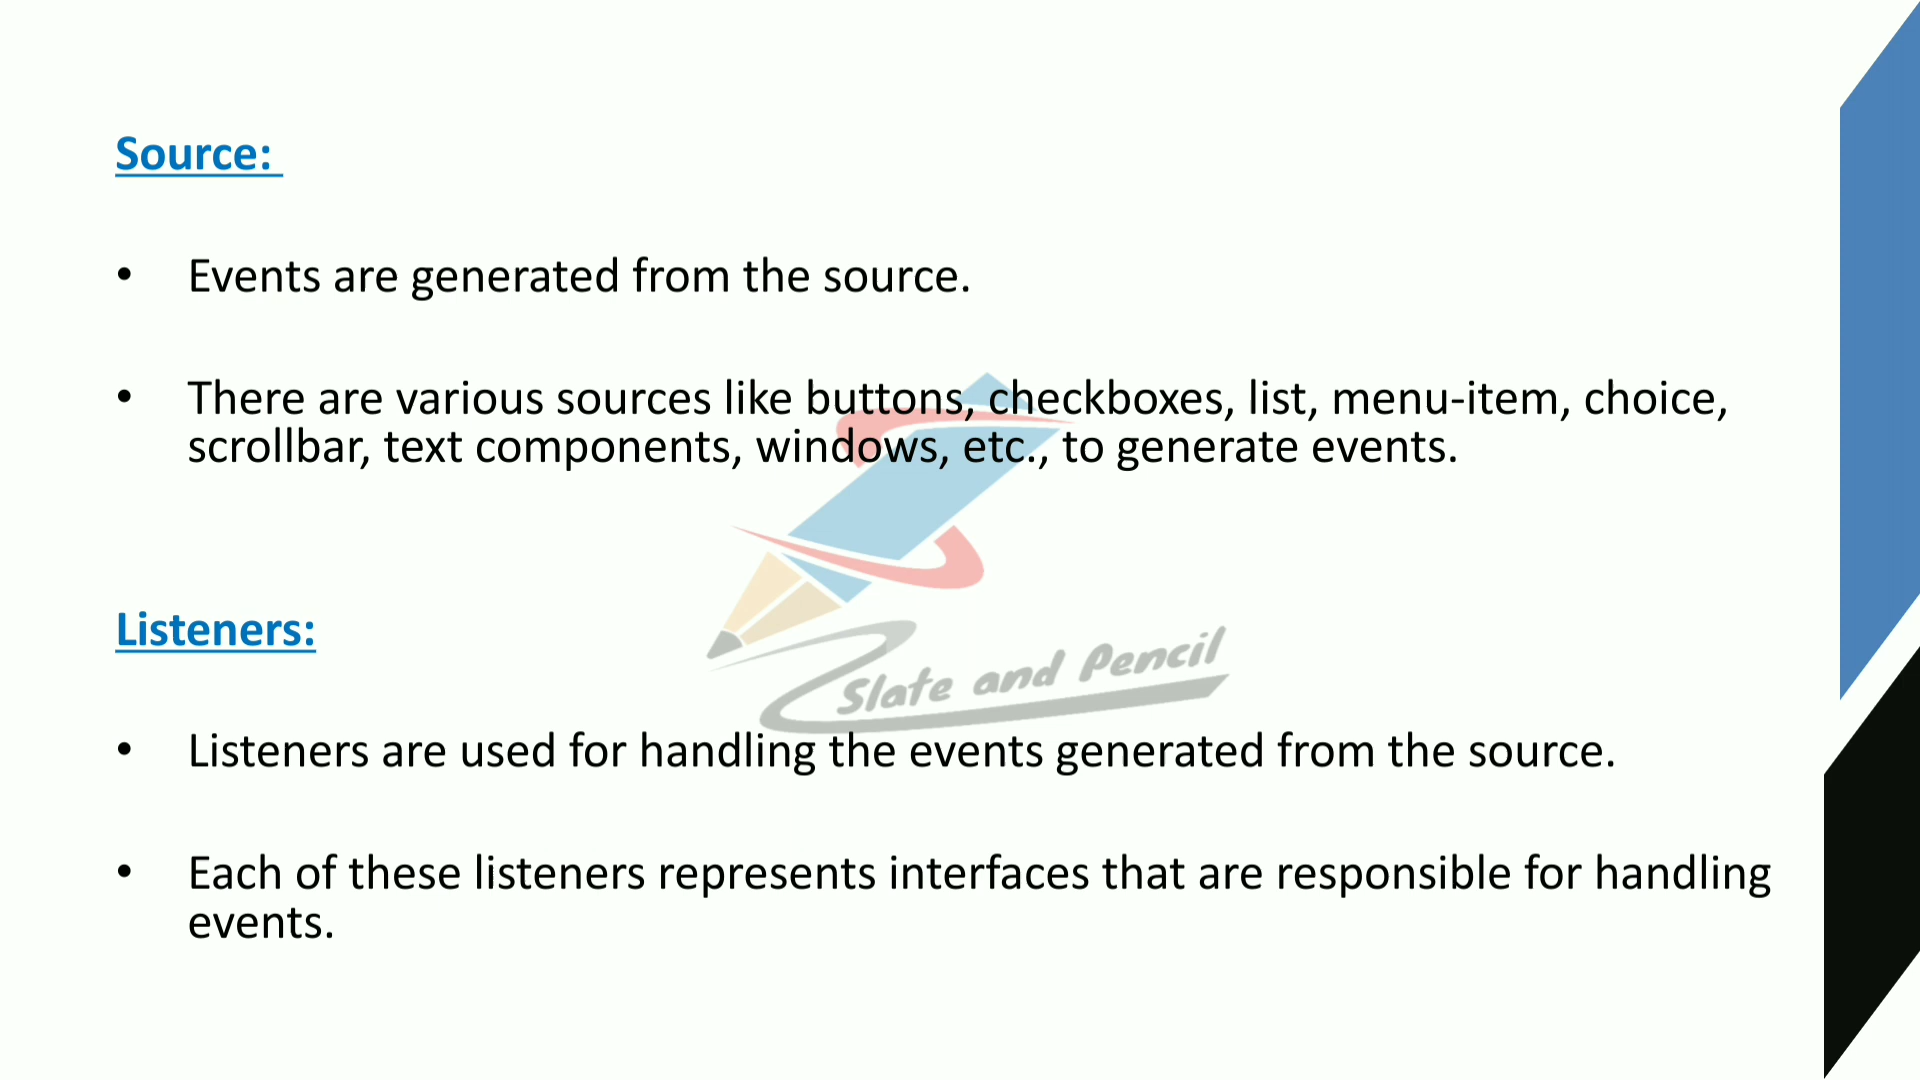 Source:
• Events are generated from the source.
• There are various sources like buttons, checkboxes, list, menu-item, choice,
scrollbar, text components, windows, etc., to generate events.
Slate and Pencil
Listeners:
• Listeners are used for handling the events generated from the source.
• Each of these listeners represents interfaces that are responsible for handling
events.